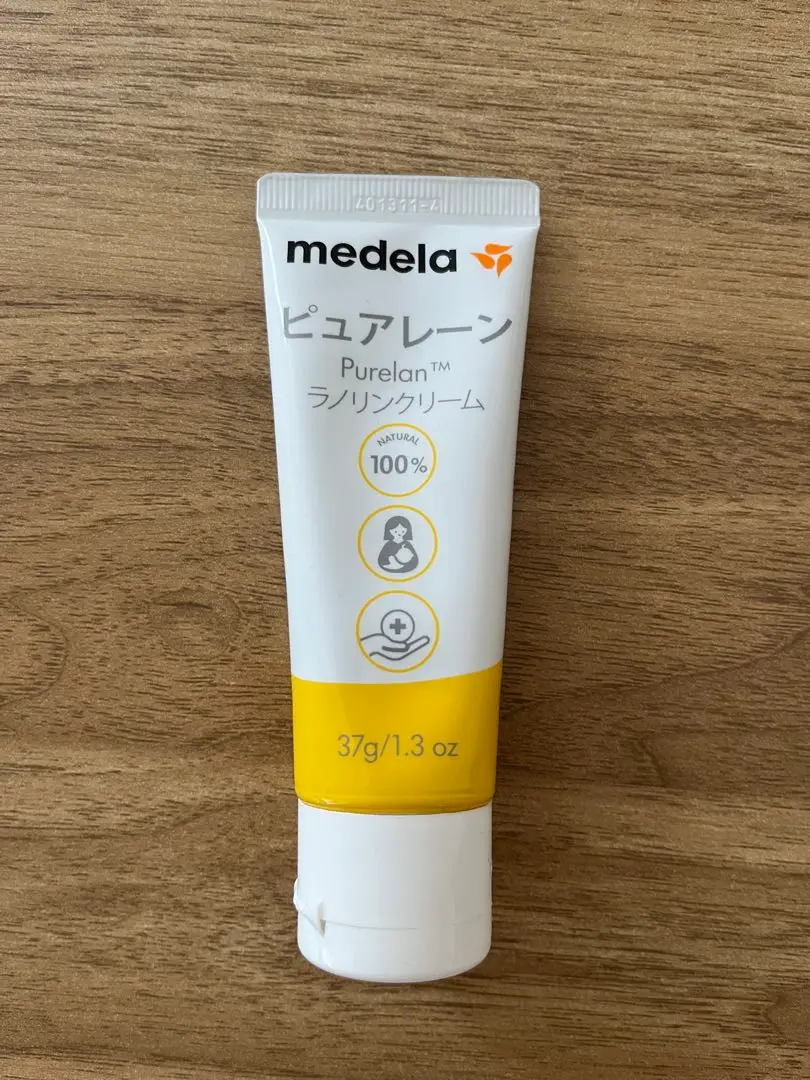 401311-4
medela
ピュアレーン
Purelan™
ラノリンクリーム
NATURAL
100%
37g/1.3 oz